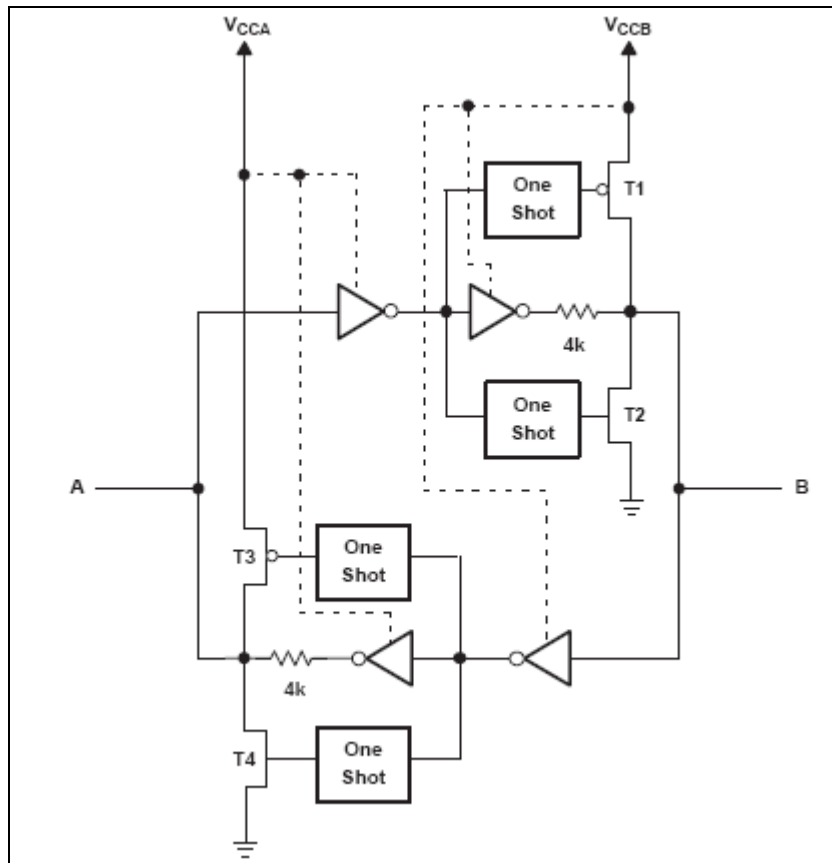 VCCA
VCCB
One
Shot
T1
4k
One
Shot
T2
A
B
T3
One
Shot
4k
T4
One
Shot